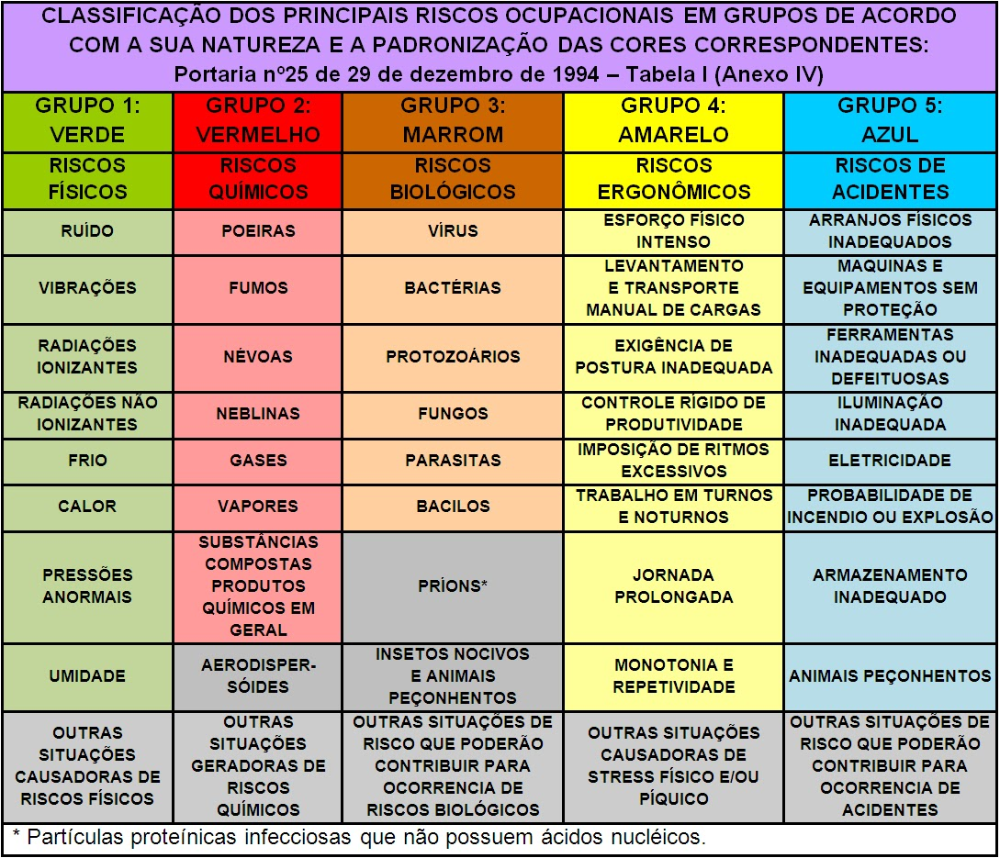 CLASSIFICAÇÃO DOS PRINCIPAIS RISCOS OCUPACIONAIS EM GRUPOS DE ACORDO
COM A SUA NATUREZA E A PADRONIZAÇÃO DAS CORES CORRESPONDENTES:
Portaria nº25 de 29 de dezembro de 1994 – Tabela I (Anexo IV)
GRUPO 1:
VERDE
GRUPO 2:
VERMELHO
GRUPO 3:
MARROM
GRUPO 4:
AMARELO
GRUPO 5:
AZUL
RISCOS
FÍSICOS
RISCOS
QUÍMICOS
RISCOS
BIOLÓGICOS
RISCOS
ERGONÔMICOS
RISCOS DE
ACIDENTES
RUÍDO
POEIRAS
VÍRUS
ESFORÇO FÍSICO
INTENSO
ARRANJOS FÍSICOS
INADEQUADOS
VIBRAÇÕES
FUMOS
BACTÉRIAS
LEVANTAMENTO
E TRANSPORTE
MANUAL DE CARGAS
MAQUINAS E
EQUIPAMENTOS SEM
PROTEÇÃO
RADIAÇÕES
IONIZANTES
NÉVOAS
PROTOZOÁRIOS
EXIGÊNCIA DE
POSTURA INADEQUADA
FERRAMENTAS
INADEQUADAS OU
DEFEITUOSAS
RADIAÇÕES NÃO
IONIZANTES
NEBLINAS
FUNGOS
CONTROLE RÍGIDO DE
PRODUTIVIDADE
ILUMINAÇÃO
INADEQUADA
FRIO
GASES
PARASITAS
IMPOSIÇÃO DE RITMOS
EXCESSIVOS
ELETRICIDADE
CALOR
VAPORES
BACILOS
TRABALHO EM TURNOS
E NOTURNOS
PROBABILIDADE DE
INCENDIO OU EXPLOSÃO
PRESSÕES
ANORMAIS
SUBSTÂNCIAS
COMPOSTAS
PRODUTOS
QUÍMICOS EM
GERAL
PRÍONS*
JORNADA
PROLONGADA
ARMAZENAMENTO
INADEQUADO
UMIDADE
AERODISPER-
SÓIDES
INSETOS NOCIVOS
E ANIMAIS
PEÇONHENTOS
MONOTONIA E
REPETIVIDADE
ANIMAIS PEÇONHENTOS
OUTRAS
SITUAÇÕES
CAUSADORAS DE
RISCOS FÍSICOS
OUTRAS
SITUAÇÕES
GERADORAS DE
RISCOS
QUÍMICOS
OUTRAS SITUAÇÕES DE
RISCO QUE PODERÃO
CONTRIBUIR PARA
OCORRENCIA DE
RISCOS BIOLÓGICOS
OUTRAS SITUAÇÕES
CAUSADORAS DE
STRESS FÍSICO E/OU
PÍQUICO
OUTRAS SITUAÇÕES DE
RISCO QUE PODERÃO
CONTRIBUIR PARA
OCORRENCIA DE
ACIDENTES
* Partículas proteínicas infecciosas que não possuem ácidos nucléicos.